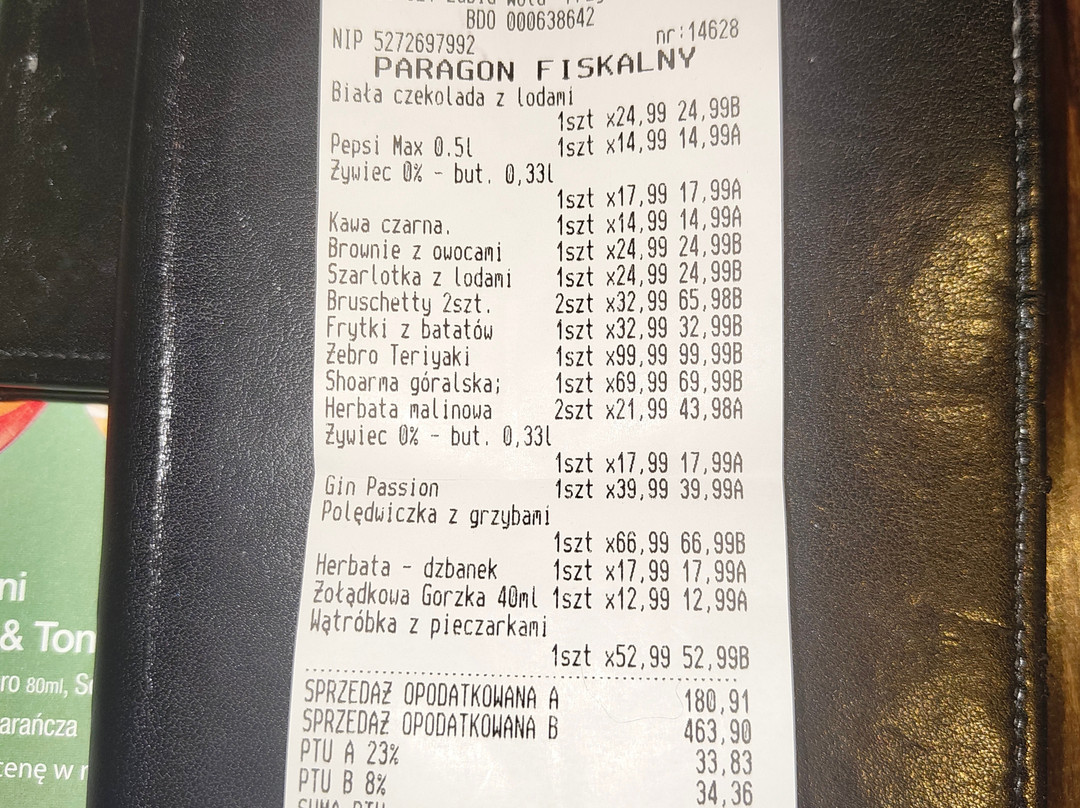 BDO 000638642
NIP 5272697992 nr:14628
PARAGON FISKALNY
Biała czekolada z lodami
1szt x24,99 24,99B
Pepsi Max 0.5l 1szt x14,99 14,99A
Żywiec 0% - but. 0,33l
1szt x17,99 17,99A
Kawa czarna. 1szt x14,99 14,99A
Brownie z owocami 1szt x24,99 24,99B
Szarlotka z lodami 1szt x24,99 24,99B
Bruschetty 2szt. 2szt x32,99 65,98B
Frytki z batatów 1szt x32,99 32,99B
Żebro Teriyaki 1szt x99,99 99,99B
Shoarma góralska; 1szt x69,99 69,99B
Herbata malinowa 2szt x21,99 43,98A
Żywiec 0% - but. 0,33l
1szt x17,99 17,99A
Gin Passion 1szt x39,99 39,99A
Polędwiczka z grzybami
1szt x66,99 66,99B
Herbata - dzbanek 1szt x17,99 17,99A
Żołądkowa Gorzka 40ml 1szt x12,99 12,99A
Wątróbka z pieczarkami
1szt x52,99 52,99B
SPRZEDAŻ OPODATKOWANA A 180,91
SPRZEDAŻ OPODATKOWANA B 463,90
PTU A 23% 33,83
PTU B 8% 34,36
SUMA PTU
ni
& Ton
ro 80ml, S
arańcza
cenę w r